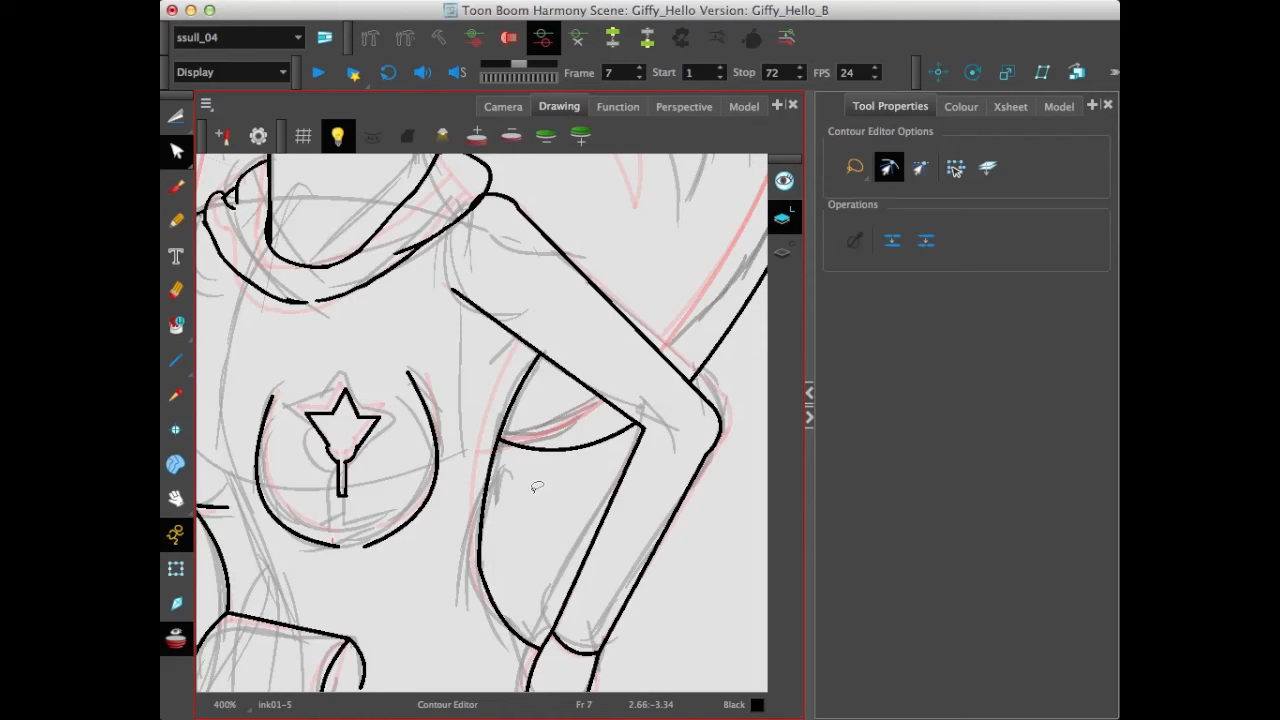 Toon Boom Harmony Scene: Giffy_Hello Version: Giffy_Hello_B
ssull_04
Display
Frame 7 Start 1 Stop 72 FPS 24
Camera Drawing Function Perspective Model
Tool Properties Colour Xsheet Model
Contour Editor Options
Operations
400% ink01-5 Contour Editor Fr 7 2.66:-3.34 Black